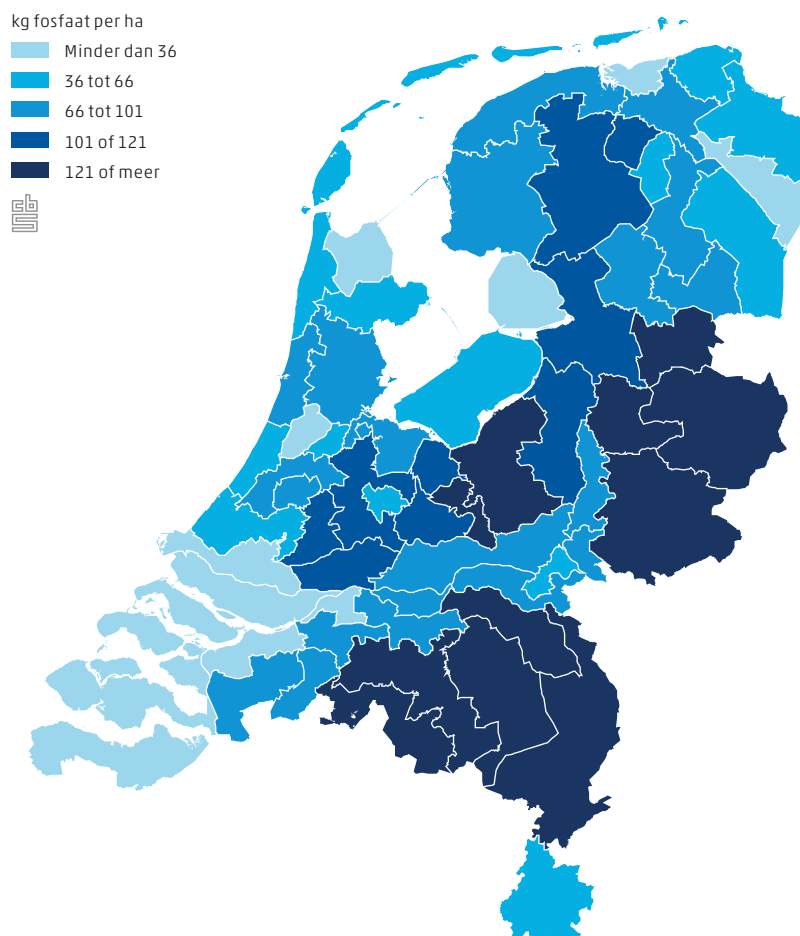 kg fosfaat per ha
Minder dan 36
36 tot 66
66 tot 101
101 of 121
121 of meer
cbs